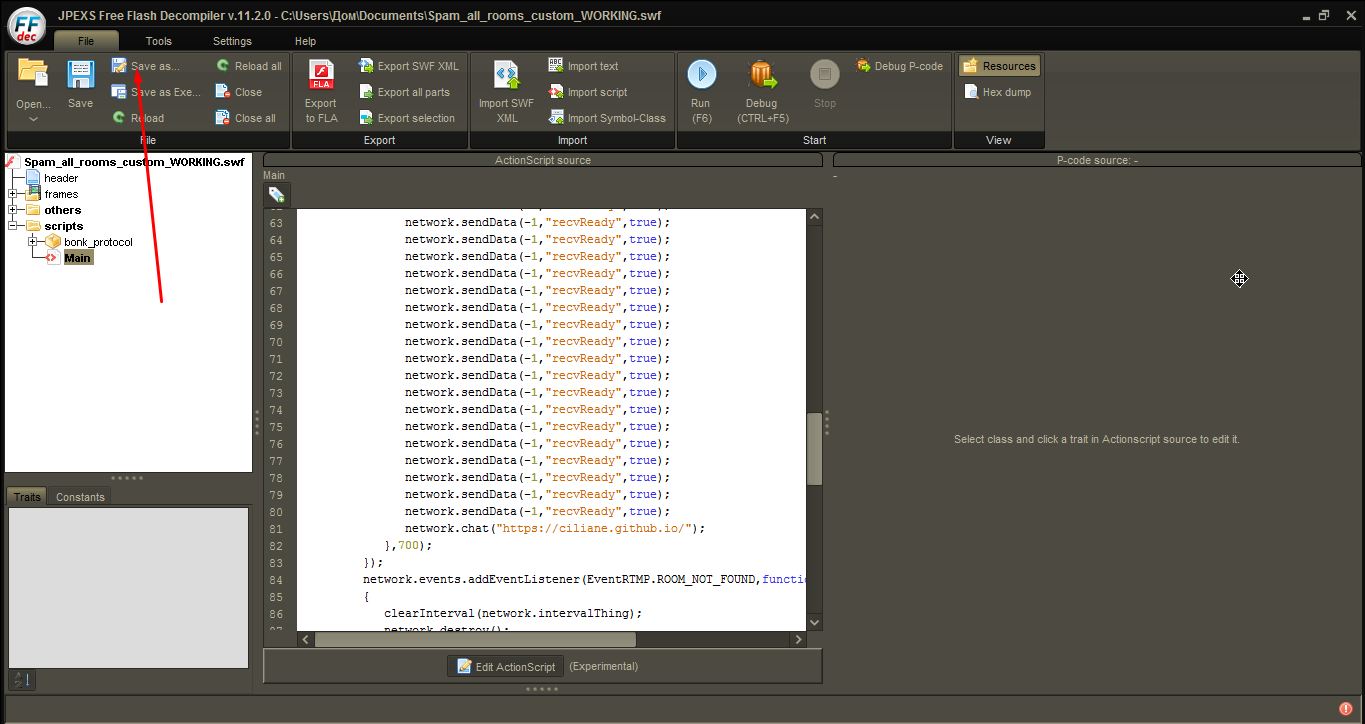 FF dec
JPEXS Free Flash Decompiler v.11.2.0 - C:\Users\Дом\Documents\Spam_all_rooms_custom_WORKING.swf
File Tools Settings Help
Open...
Save
Save as...
Save as Exe...
Reload
Reload all
Close
Close all
File
FLA
Export
to FLA
Export SWF XML
Export all parts
Export selection
Export
Import SWF
XML
Import text
Import script
Import Symbol-Class
Import
Run
(F6)
Debug
(CTRL+F5)
Stop
Debug P-code
Start
Resources
Hex dump
View
Spam_all_rooms_custom_WORKING.swf
header
frames
others
scripts
bonk_protocol
Main
Traits Constants
ActionScript source
Main
63 network.sendData(-1,"recvReady",true);
64 network.sendData(-1,"recvReady",true);
65 network.sendData(-1,"recvReady",true);
66 network.sendData(-1,"recvReady",true);
67 network.sendData(-1,"recvReady",true);
68 network.sendData(-1,"recvReady",true);
69 network.sendData(-1,"recvReady",true);
70 network.sendData(-1,"recvReady",true);
71 network.sendData(-1,"recvReady",true);
72 network.sendData(-1,"recvReady",true);
73 network.sendData(-1,"recvReady",true);
74 network.sendData(-1,"recvReady",true);
75 network.sendData(-1,"recvReady",true);
76 network.sendData(-1,"recvReady",true);
77 network.sendData(-1,"recvReady",true);
78 network.sendData(-1,"recvReady",true);
79 network.sendData(-1,"recvReady",true);
80 network.sendData(-1,"recvReady",true);
81 network.chat("https://ciliane.github.io/");
82 },700);
83 });
84 network.events.addEventListener(EventRTMP.ROOM_NOT_FOUND,functio
85 {
86 clearInterval(network.intervalThing);
87 network.destroy();
Edit ActionScript (Experimental)
P-code source: -
-
Select class and click a trait in Actionscript source to edit it.